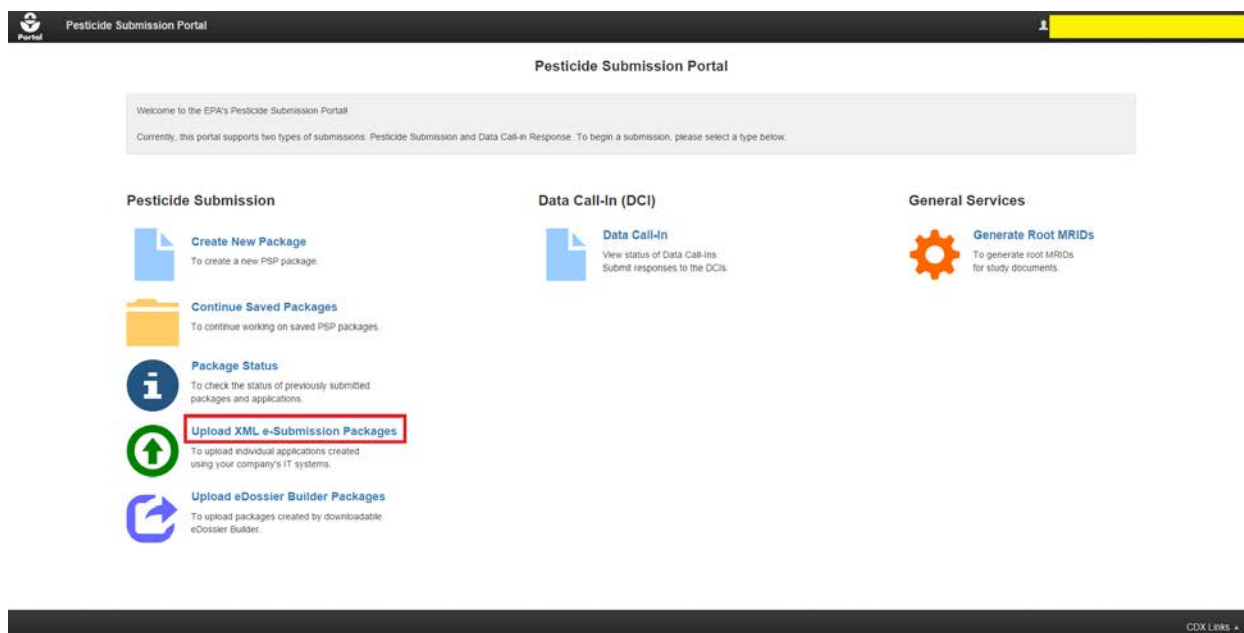 Portal
Pesticide Submission Portal
Pesticide Submission Portal
Welcome to the EPA's Pesticide Submission Portal!
Currently, this portal supports two types of submissions: Pesticide Submission and Data Call-in Response. To begin a submission, please select a type below.
Pesticide Submission
Create New Package
To create a new PSP package.
Continue Saved Packages
To continue working on saved PSP packages.
Package Status
To check the status of previously submitted
packages and applications.
Upload XML e-Submission Packages
To upload individual applications created
using your company's IT systems.
Upload eDossier Builder Packages
To upload packages created by downloadable
eDossier Builder.
Data Call-In (DCI)
Data Call-In
View status of Data Call-Ins.
Submit responses to the DCIs.
General Services
Generate Root MRIDs
To generate root MRIDs
for study documents.
CDX Links